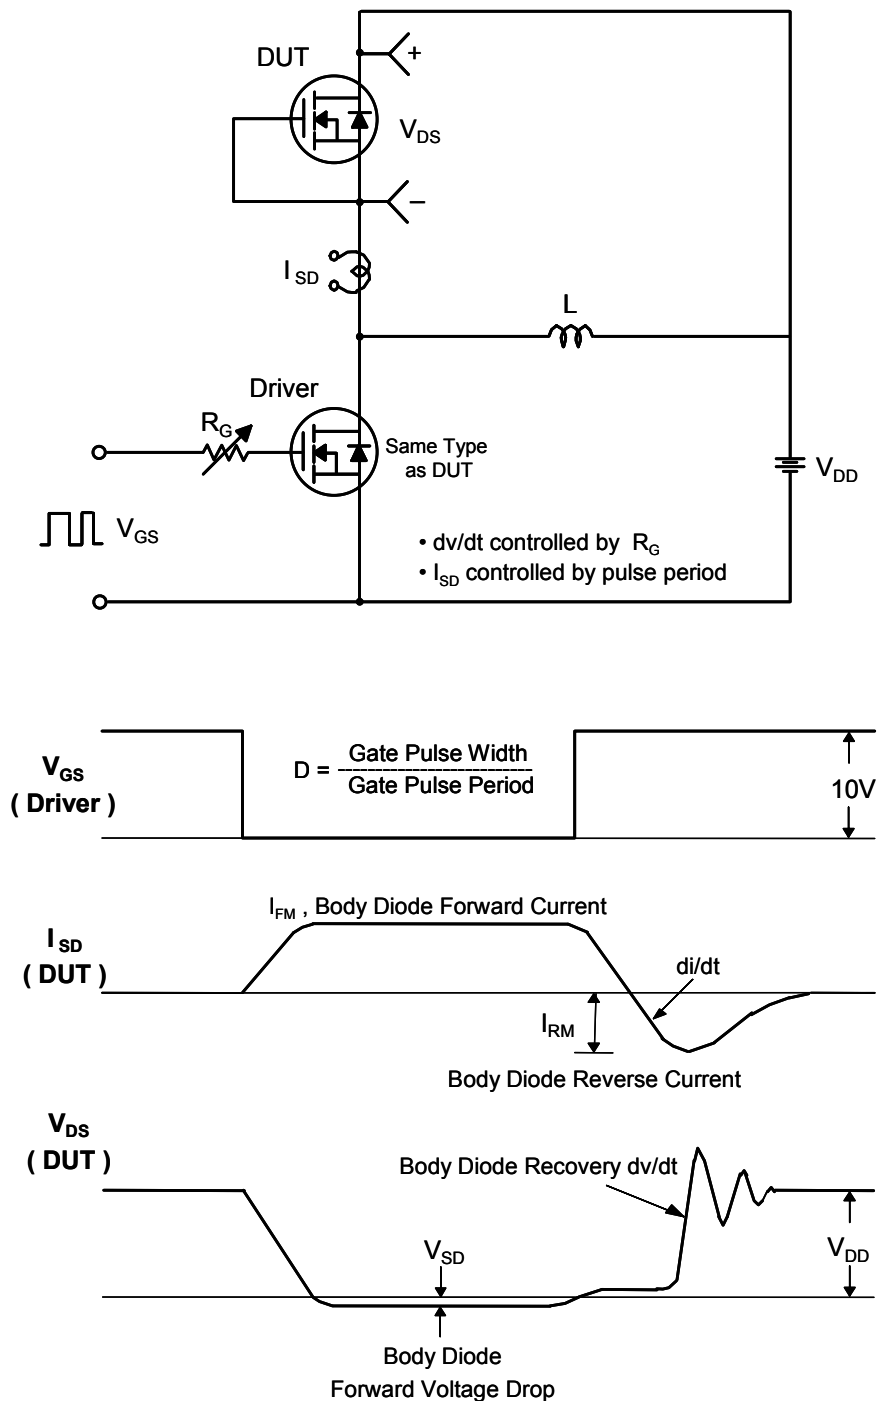 DUT
+
V_DS
–
I_SD
L
Driver
R_G
Same Type
as DUT
V_DD
V_GS
• dv/dt controlled by R_G
• I_SD controlled by pulse period
V_GS
( Driver )
D = Gate Pulse Width
Gate Pulse Period
10V
I_FM , Body Diode Forward Current
I_SD
( DUT )
di/dt
I_RM
Body Diode Reverse Current
V_DS
( DUT )
Body Diode Recovery dv/dt
V_SD
V_DD
Body Diode
Forward Voltage Drop